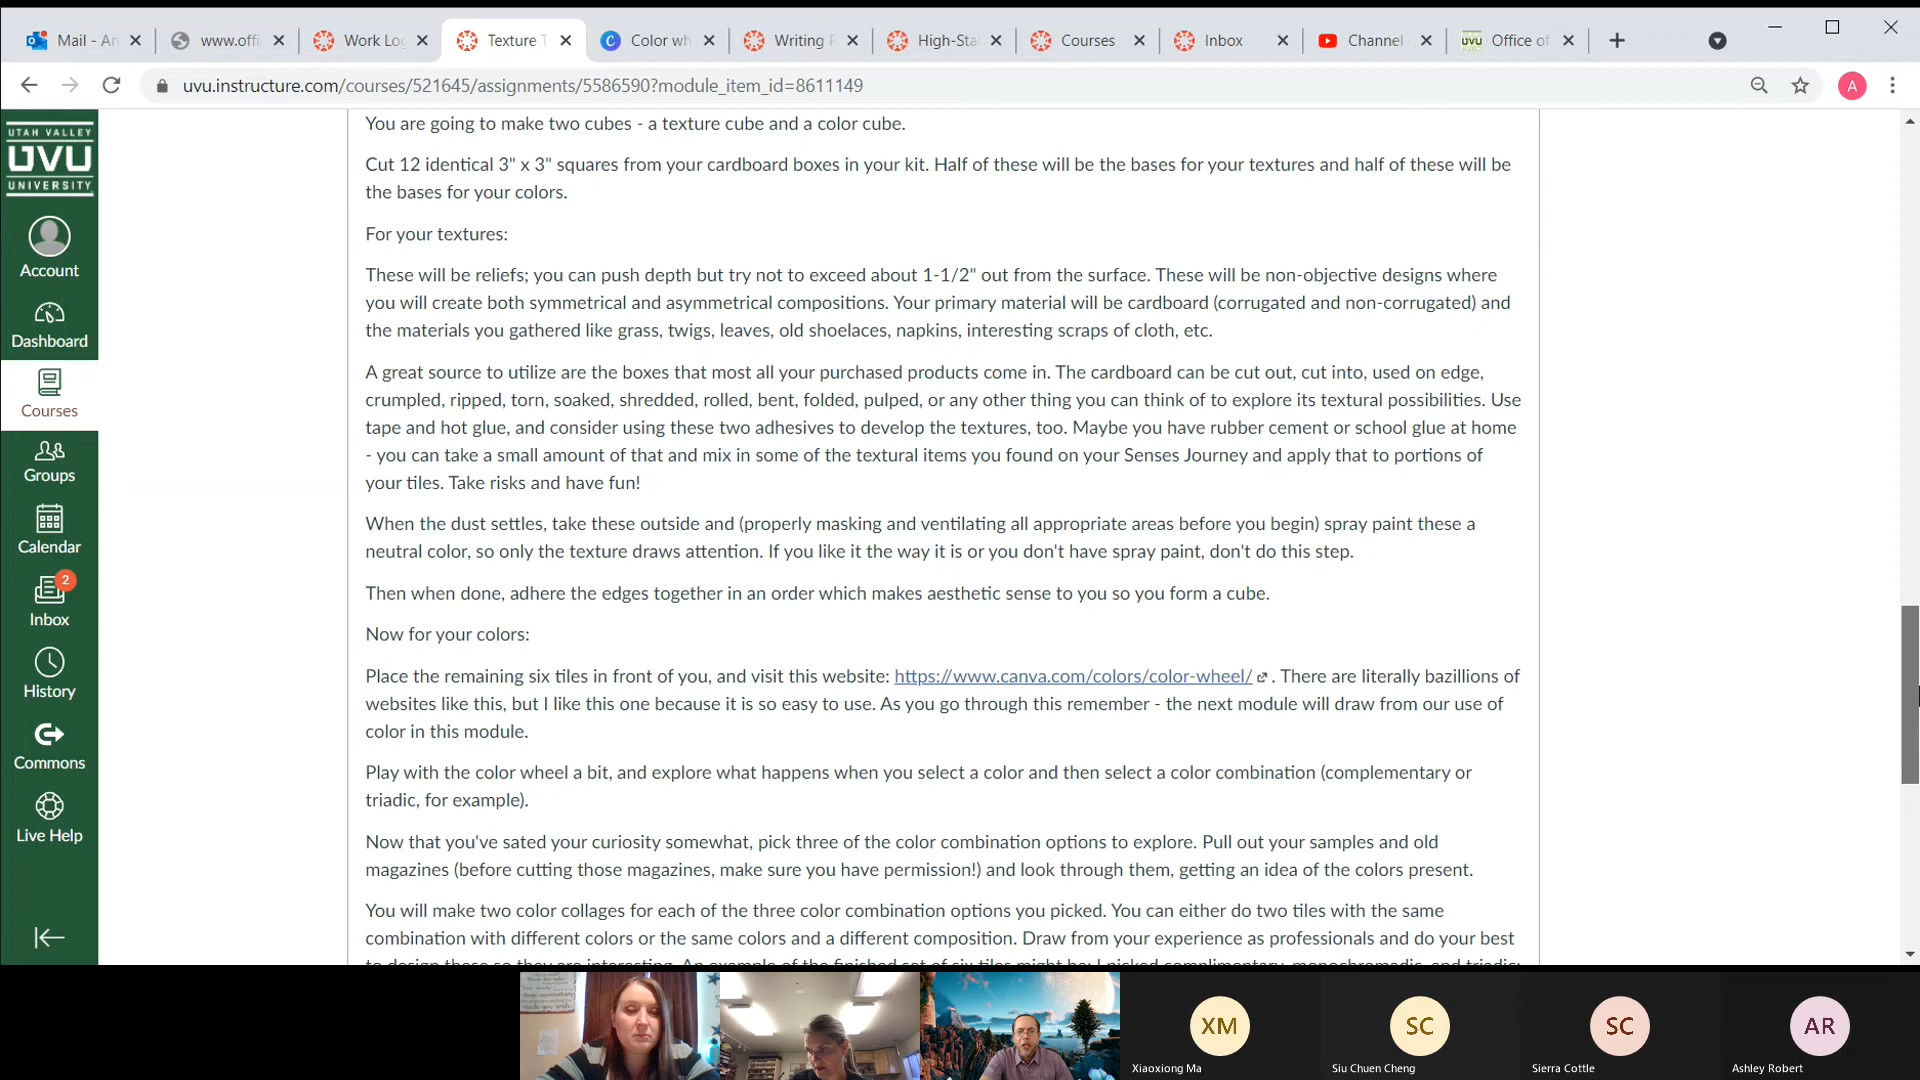 Mail - An
www.offi
Work Lo
Texture T
Color wh
Writing P
High-Sta
Courses
Inbox
Channel
Office of
uvu.instructure.com/courses/521645/assignments/5586590?module_item_id=8611149
A
UTAH VALLEY
UVU
UNIVERSITY
Account
Dashboard
Courses
Groups
Calendar
2
Inbox
History
Commons
Live Help
You are going to make two cubes - a texture cube and a color cube.
Cut 12 identical 3" x 3" squares from your cardboard boxes in your kit. Half of these will be the bases for your textures and half of these will be
the bases for your colors.
For your textures:
These will be reliefs; you can push depth but try not to exceed about 1-1/2" out from the surface. These will be non-objective designs where
you will create both symmetrical and asymmetrical compositions. Your primary material will be cardboard (corrugated and non-corrugated) and
the materials you gathered like grass, twigs, leaves, old shoelaces, napkins, interesting scraps of cloth, etc.
A great source to utilize are the boxes that most all your purchased products come in. The cardboard can be cut out, cut into, used on edge,
crumpled, ripped, torn, soaked, shredded, rolled, bent, folded, pulped, or any other thing you can think of to explore its textural possibilities. Use
tape and hot glue, and consider using these two adhesives to develop the textures, too. Maybe you have rubber cement or school glue at home
- you can take a small amount of that and mix in some of the textural items you found on your Senses Journey and apply that to portions of
your tiles. Take risks and have fun!
When the dust settles, take these outside and (properly masking and ventilating all appropriate areas before you begin) spray paint these a
neutral color, so only the texture draws attention. If you like it the way it is or you don't have spray paint, don't do this step.
Then when done, adhere the edges together in an order which makes aesthetic sense to you so you form a cube.
Now for your colors:
Place the remaining six tiles in front of you, and visit this website: https://www.canva.com/colors/color-wheel/ . There are literally bazillions of
websites like this, but I like this one because it is so easy to use. As you go through this remember - the next module will draw from our use of
color in this module.
Play with the color wheel a bit, and explore what happens when you select a color and then select a color combination (complementary or
triadic, for example).
Now that you've sated your curiosity somewhat, pick three of the color combination options to explore. Pull out your samples and old
magazines (before cutting those magazines, make sure you have permission!) and look through them, getting an idea of the colors present.
You will make two color collages for each of the three color combination options you picked. You can either do two tiles with the same
combination with different colors or the same colors and a different composition. Draw from your experience as professionals and do your best
to design these so they are interesting. An example of the finished set of six tiles might be: I picked complimentary, monochromadic, and triadic;
XM
Xiaoxiong Ma
SC
Siu Chuen Cheng
SC
Sierra Cottle
AR
Ashley Robert